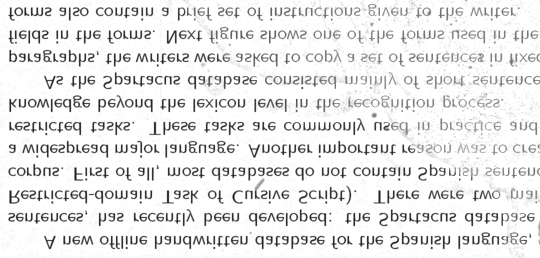 A new offline handwritten database for the Spanish language,
sentences, has recently been developed: the Spartacus database
Restricted-domain Task of Cursive Script). There were two mai
corpus. First of all, most databases do not contain Spanish sentenc
a widespread major language. Another important reason was to crea
restricted tasks. These tasks are commonly used in practice and
knowledge beyond the lexicon level in the recognition process.
As the Spartacus database consisted mainly of short sentence
paragraphs, the writers were asked to copy a set of sentences in fixed
fields in the forms. Next figure shows one of the forms used in the
forms also contain a brief set of instructions given to the writer.